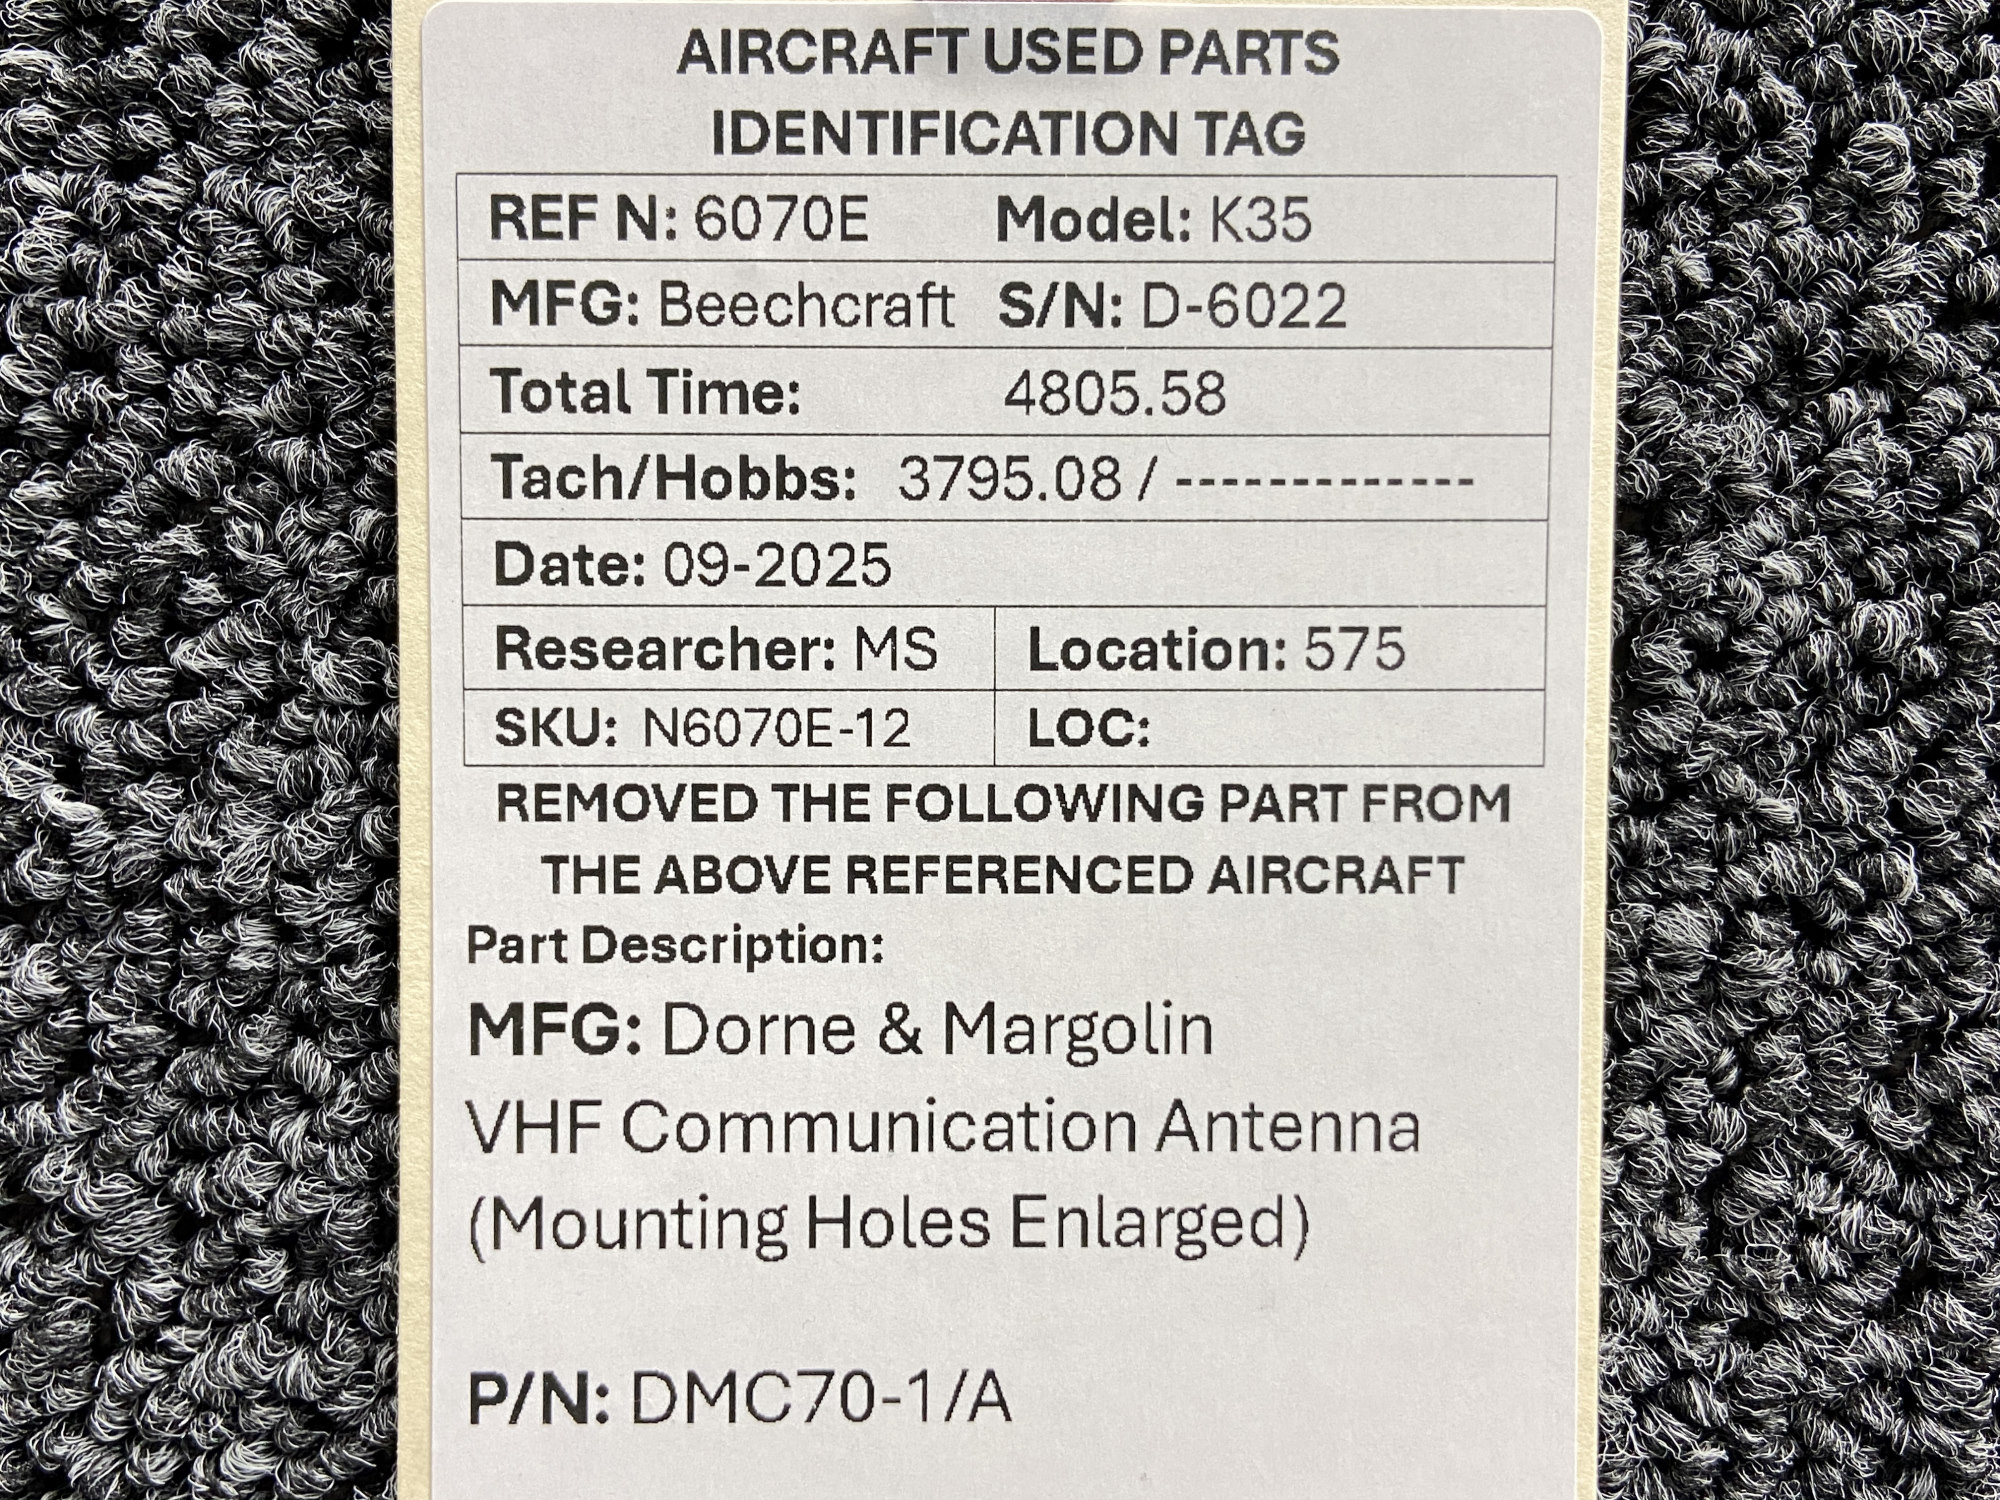 AIRCRAFT USED PARTS
IDENTIFICATION TAG
REF N: 6070E Model: K35
MFG: Beechcraft S/N: D-6022
Total Time: 4805.58
Tach/Hobbs: 3795.08 / -------------
Date: 09-2025
Researcher: MS Location: 575
SKU: N6070E-12 LOC:
REMOVED THE FOLLOWING PART FROM
THE ABOVE REFERENCED AIRCRAFT
Part Description:
MFG: Dorne & Margolin
VHF Communication Antenna
(Mounting Holes Enlarged)
P/N: DMC70-1/A